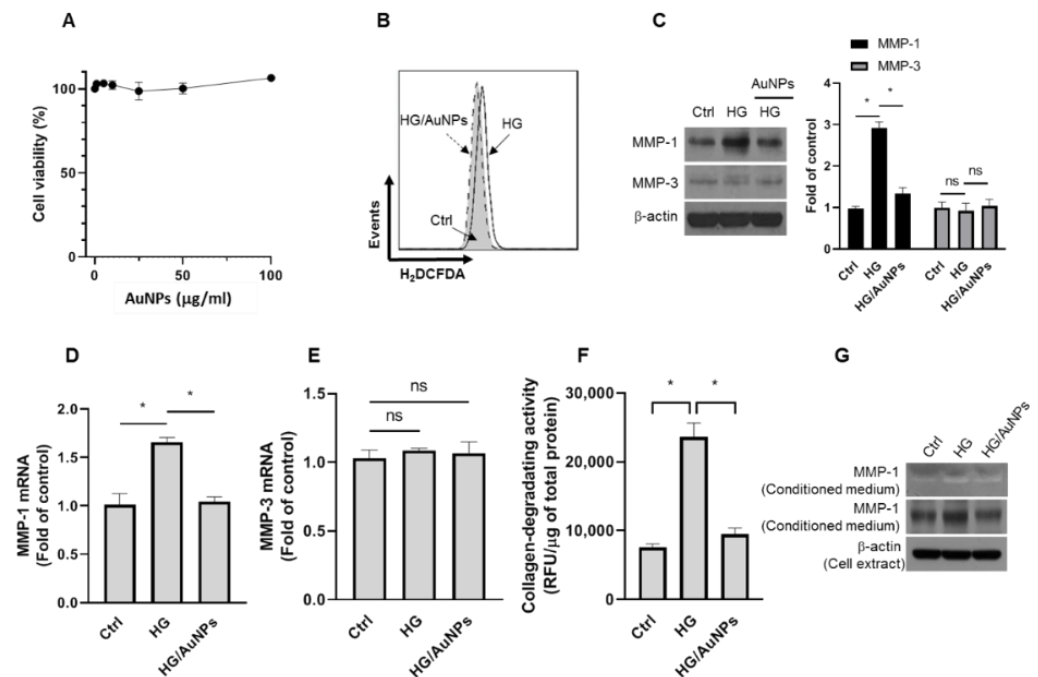 A
Cell viability (%)
100
50
0
0
50
100
AuNPs (μg/ml)
B
HG/AuNPs
HG
Ctrl
Events
H₂DCFDA
C
AuNPs
Ctrl
HG
HG
MMP-1
MMP-3
β-actin
MMP-1
MMP-3
Fold of control
4
3
2
1
0
*
*
ns
ns
Ctrl
HG
HG/AuNPs
Ctrl
HG
HG/AuNPs
D
MMP-1 mRNA
(Fold of control)
2.0
1.5
1.0
0.5
0.0
*
*
Ctrl
HG
HG/AuNPs
E
MMP-3 mRNA
(Fold of control)
1.5
1.0
0.5
0.0
ns
ns
Ctrl
HG
HG/AuNPs
F
Collagen-degradating activity
(RFU/μg of total protein)
30,000
20,000
10,000
0
*
*
Ctrl
HG
HG/AuNPs
G
Ctrl
HG
HG/AuNPs
MMP-1
(Conditioned medium)
MMP-1
(Conditioned medium)
β-actin
(Cell extract)